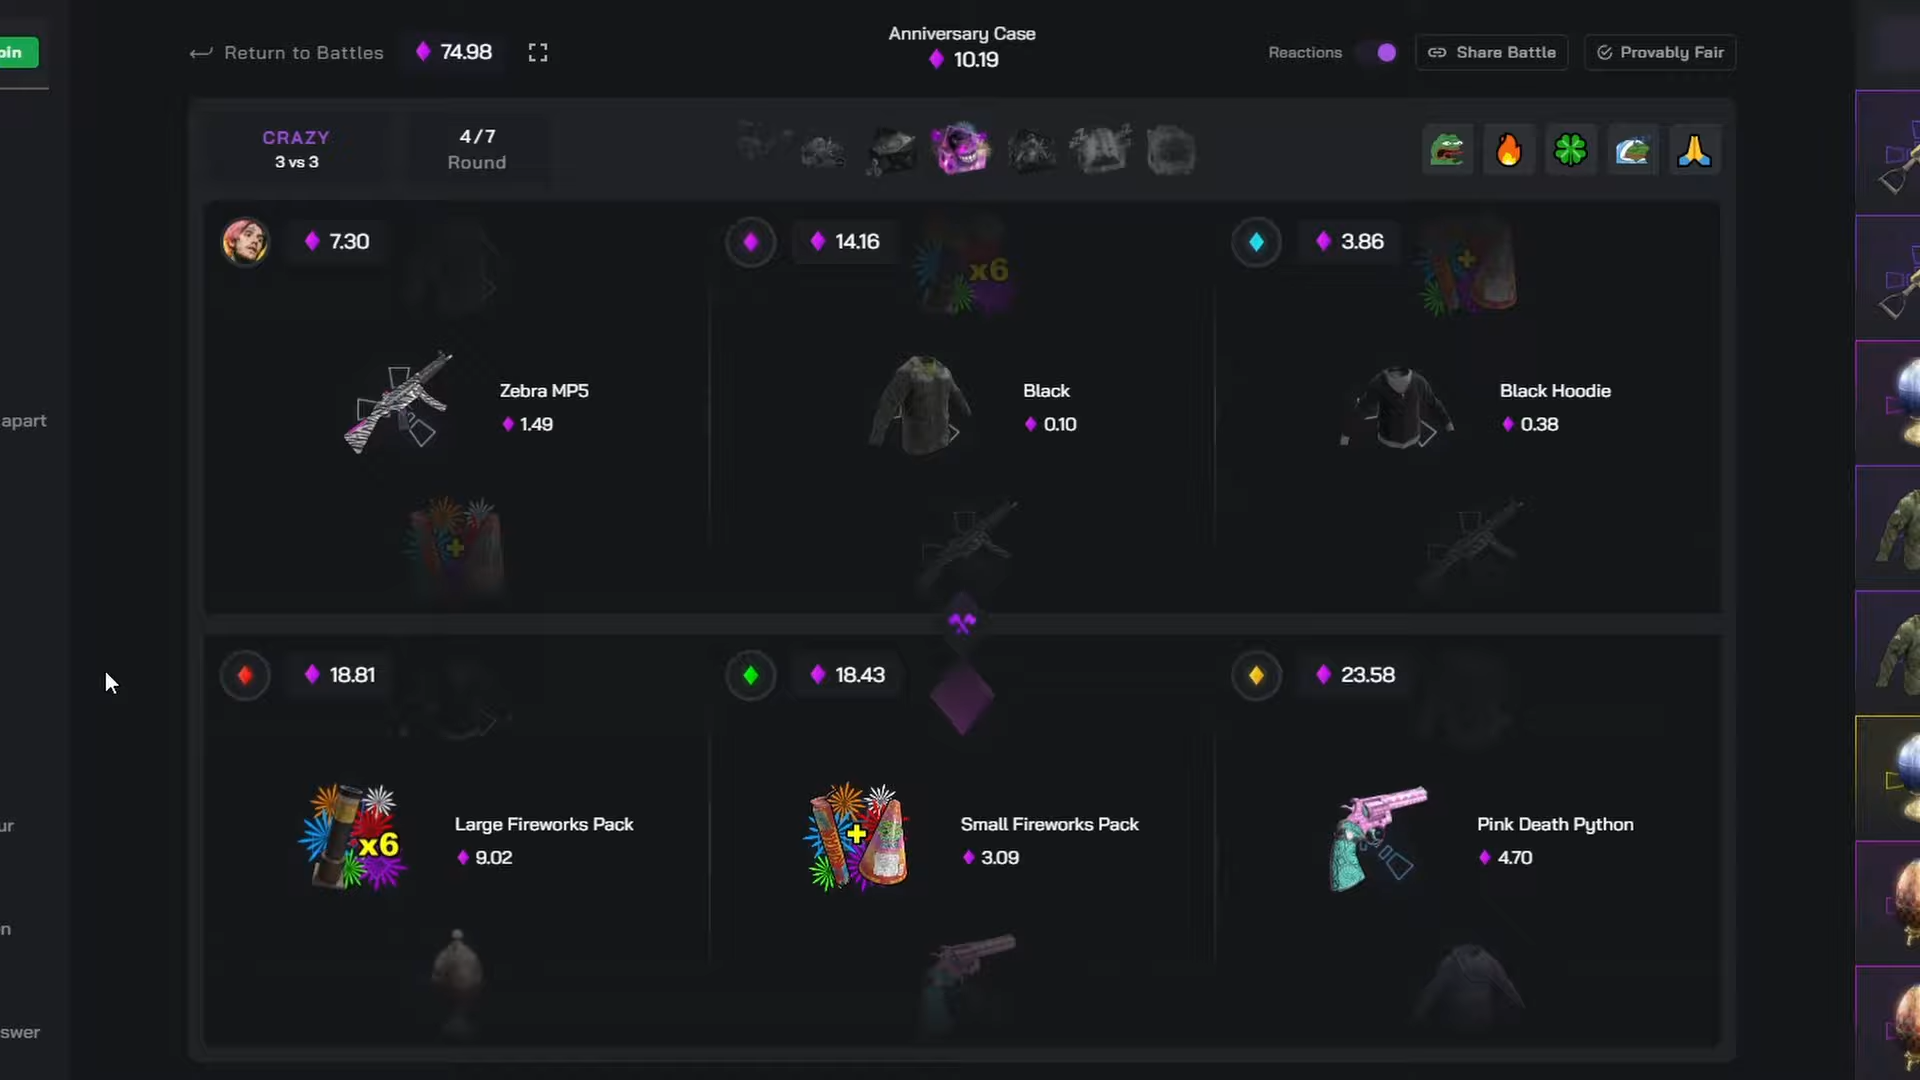 oin
Return to Battles
74.98
Anniversary Case
10.19
Reactions
Share Battle
Provably Fair
CRAZY
3 vs 3
4/7
Round
7.30
14.16
x6
3.86
Zebra MP5
1.49
Black
0.10
Black Hoodie
0.38
apart
18.81
18.43
23.58
x6
Large Fireworks Pack
9.02
Small Fireworks Pack
3.09
Pink Death Python
4.70
ur
n
swer